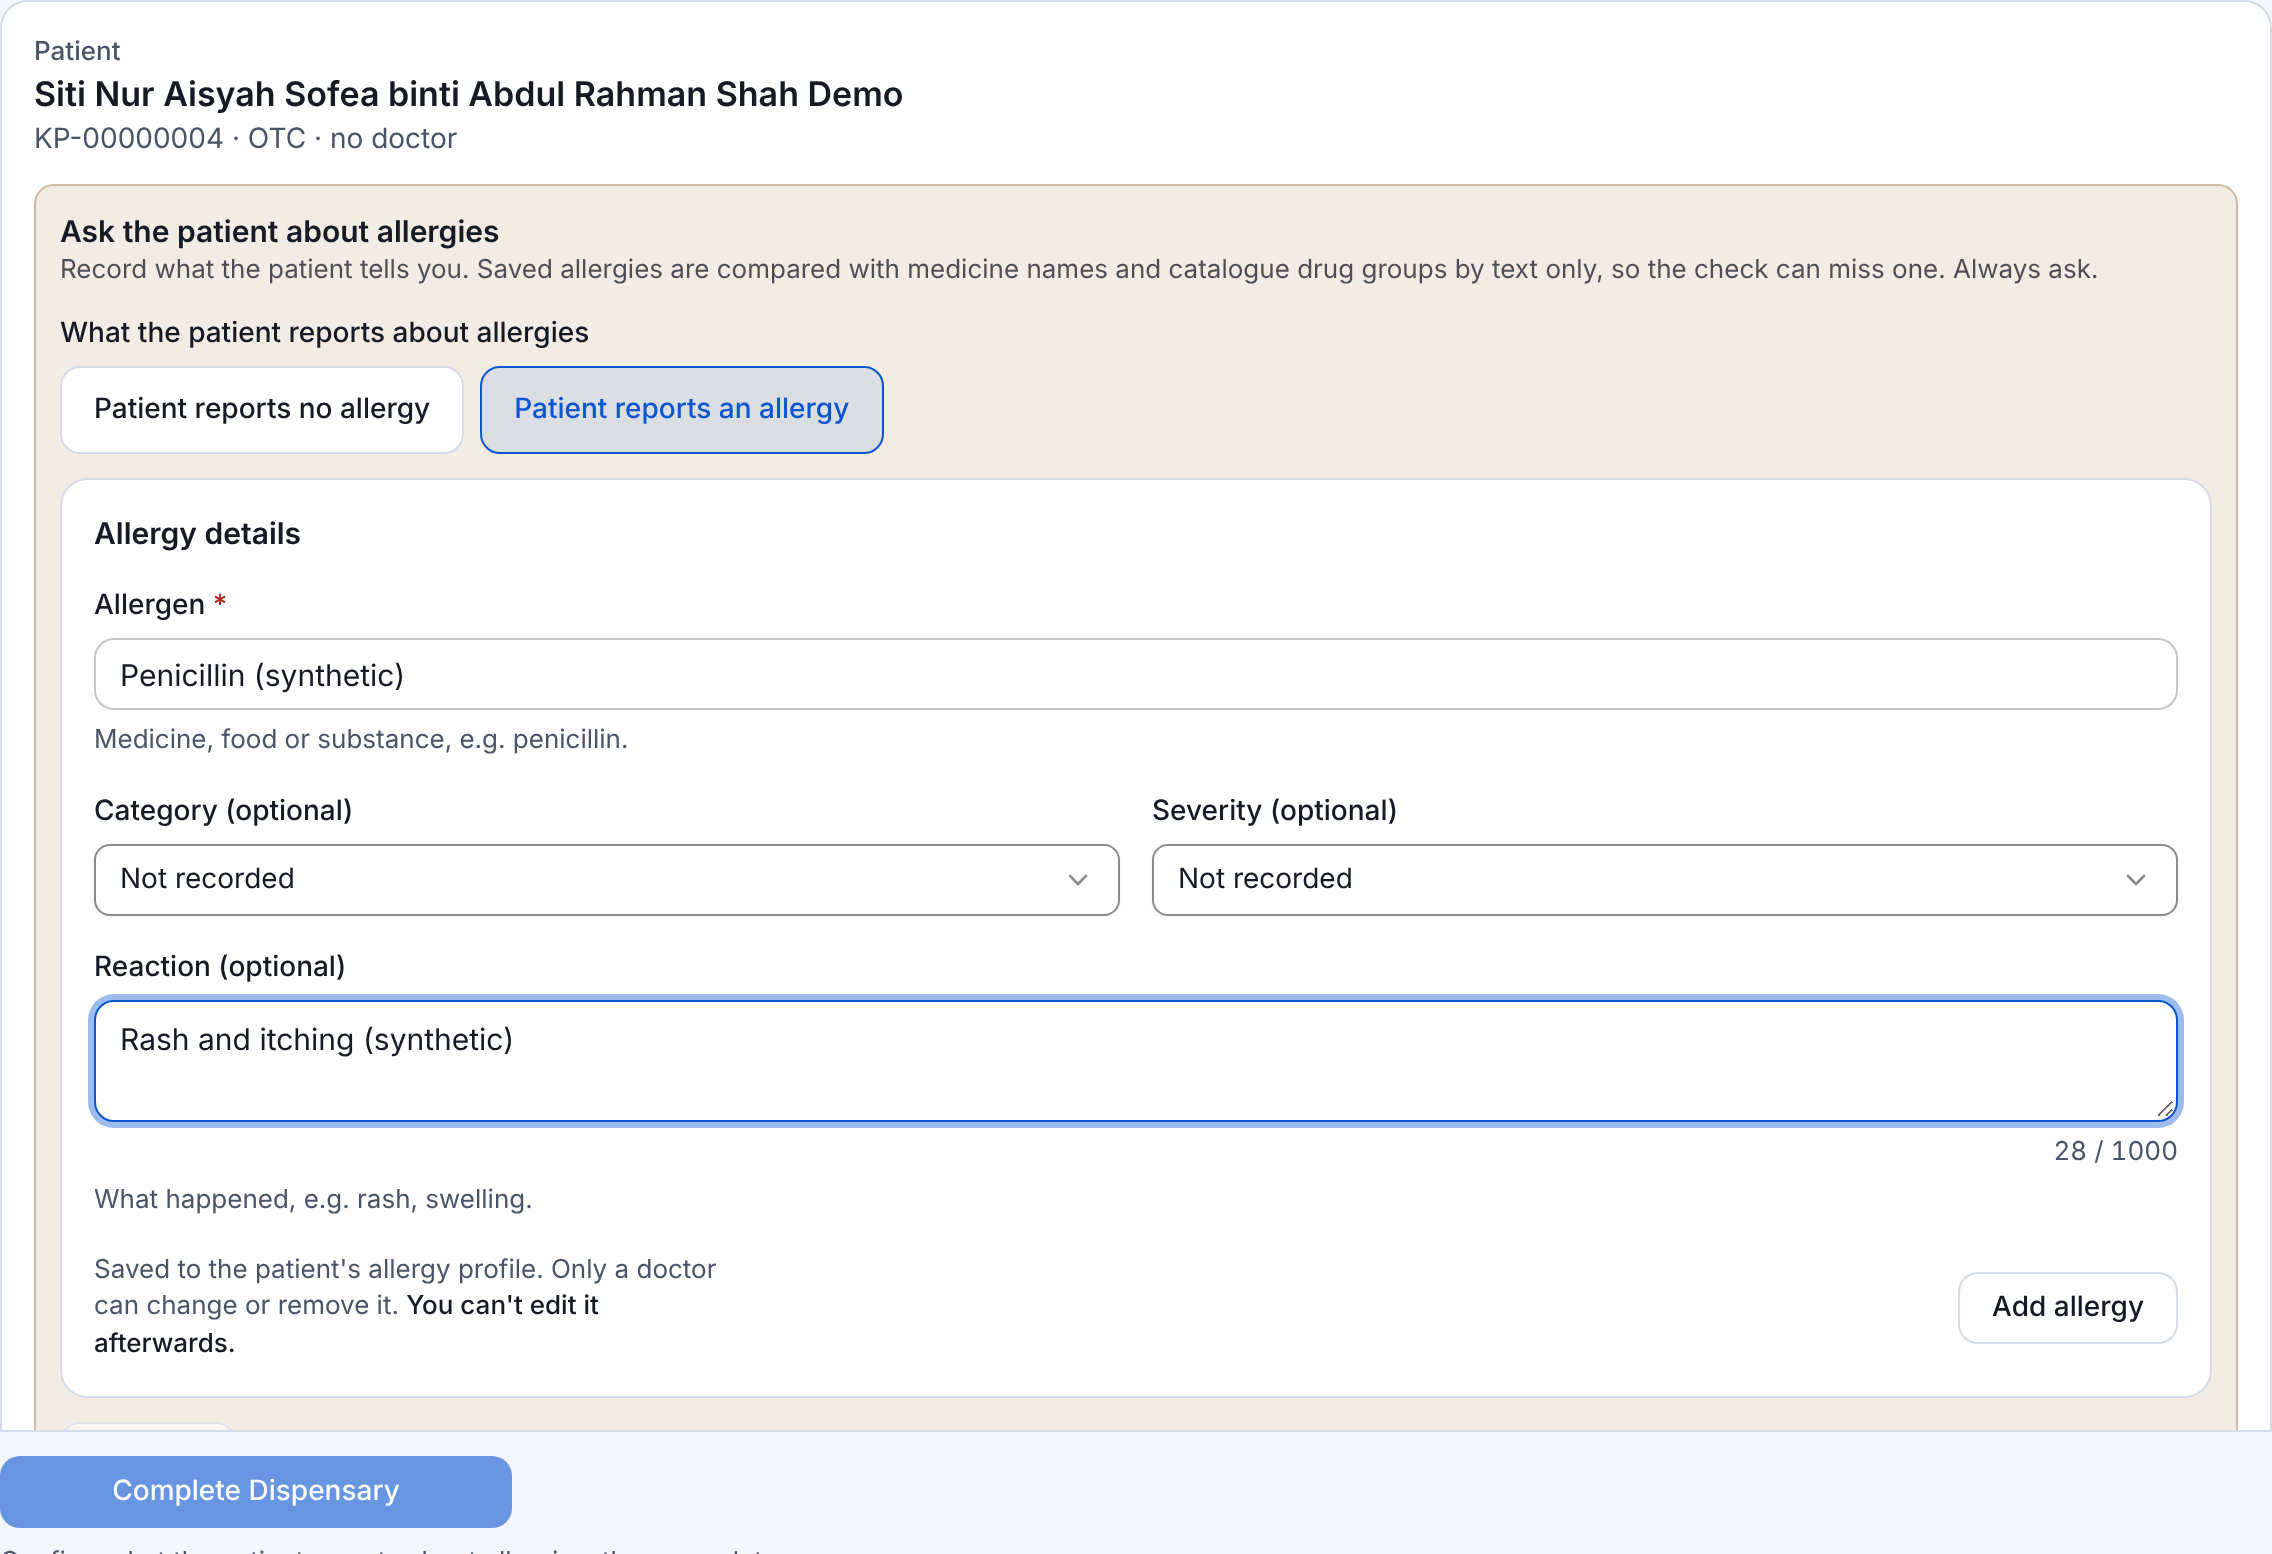 Patient
Siti Nur Aisyah Sofea binti Abdul Rahman Shah Demo
KP-00000004 · OTC · no doctor
Ask the patient about allergies
Record what the patient tells you. Saved allergies are compared with medicine names and catalogue drug groups by text only, so the check can miss one. Always ask.
What the patient reports about allergies
Patient reports no allergy
Patient reports an allergy
Allergy details
Allergen *
Penicillin (synthetic)
Medicine, food or substance, e.g. penicillin.
Category (optional)
Severity (optional)
Not recorded
Not recorded
Reaction (optional)
Rash and itching (synthetic)
28 / 1000
What happened, e.g. rash, swelling.
Saved to the patient's allergy profile. Only a doctor
can change or remove it. You can't edit it
afterwards.
Add allergy
Complete Dispensary